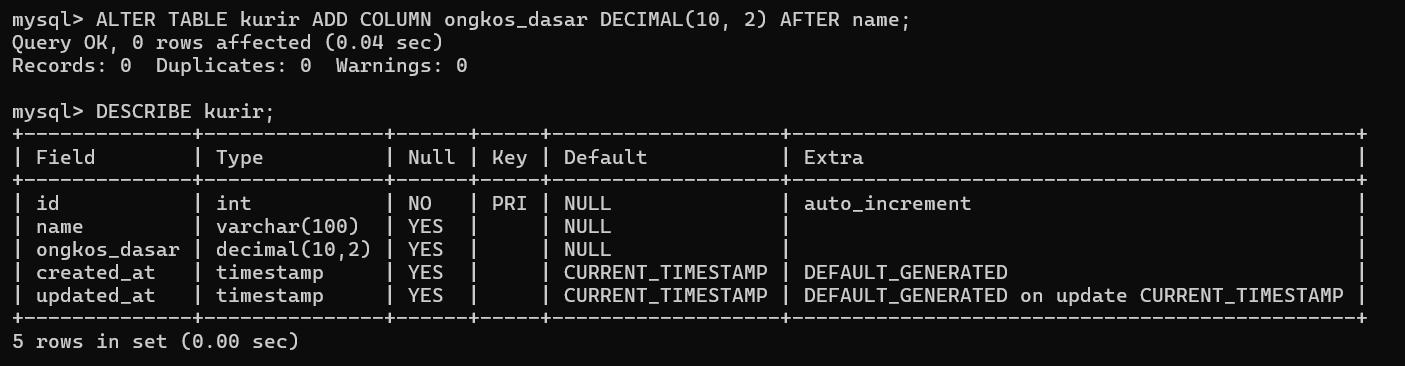 mysql> ALTER TABLE kurir ADD COLUMN ongkos_dasar DECIMAL(10, 2) AFTER name;
Query OK, 0 rows affected (0.04 sec)
Records: 0  Duplicates: 0  Warnings: 0

mysql> DESCRIBE kurir;
+--------------+---------------+------+-----+-------------------+-----------------------------------------------+
| Field        | Type          | Null | Key | Default           | Extra                                         |
+--------------+---------------+------+-----+-------------------+-----------------------------------------------+
| id           | int           | NO   | PRI | NULL              | auto_increment                                |
| name         | varchar(100)  | YES  |     | NULL              |                                               |
| ongkos_dasar | decimal(10,2) | YES  |     | NULL              |                                               |
| created_at   | timestamp     | YES  |     | CURRENT_TIMESTAMP | DEFAULT_GENERATED                             |
| updated_at   | timestamp     | YES  |     | CURRENT_TIMESTAMP | DEFAULT_GENERATED on update CURRENT_TIMESTAMP |
+--------------+---------------+------+-----+-------------------+-----------------------------------------------+
5 rows in set (0.00 sec)